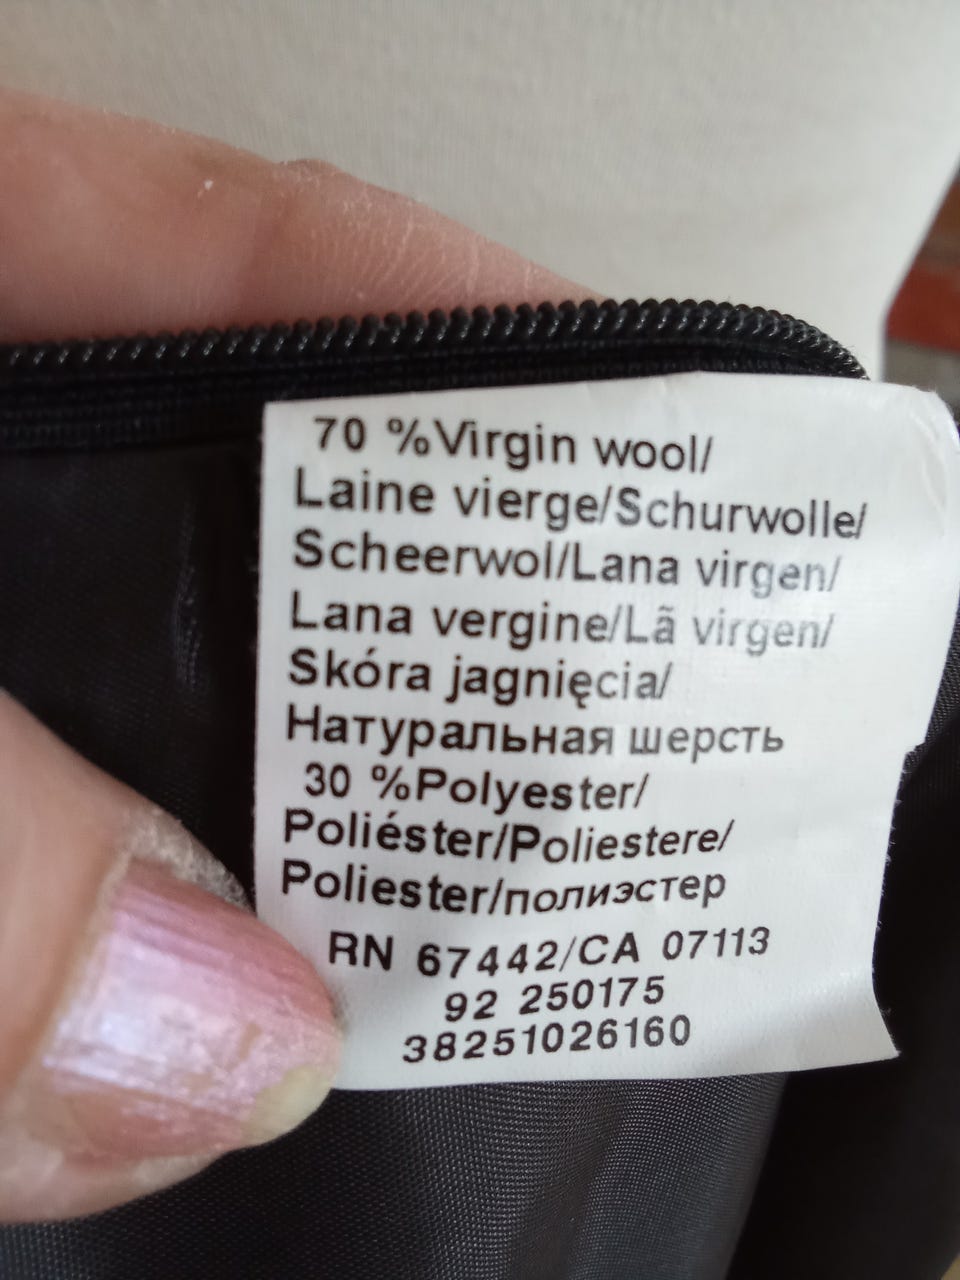 70 %Virgin wool/
Laine vierge/Schurwolle/
Scheerwol/Lana virgen/
Lana vergine/Lã virgen/
Skóra jagnięcia/
Натуральная шерсть
30 %Polyester/
Poliéster/Poliestere/
Poliester/полиэстер
RN 67442/CA 07113
92 250175
38251026160